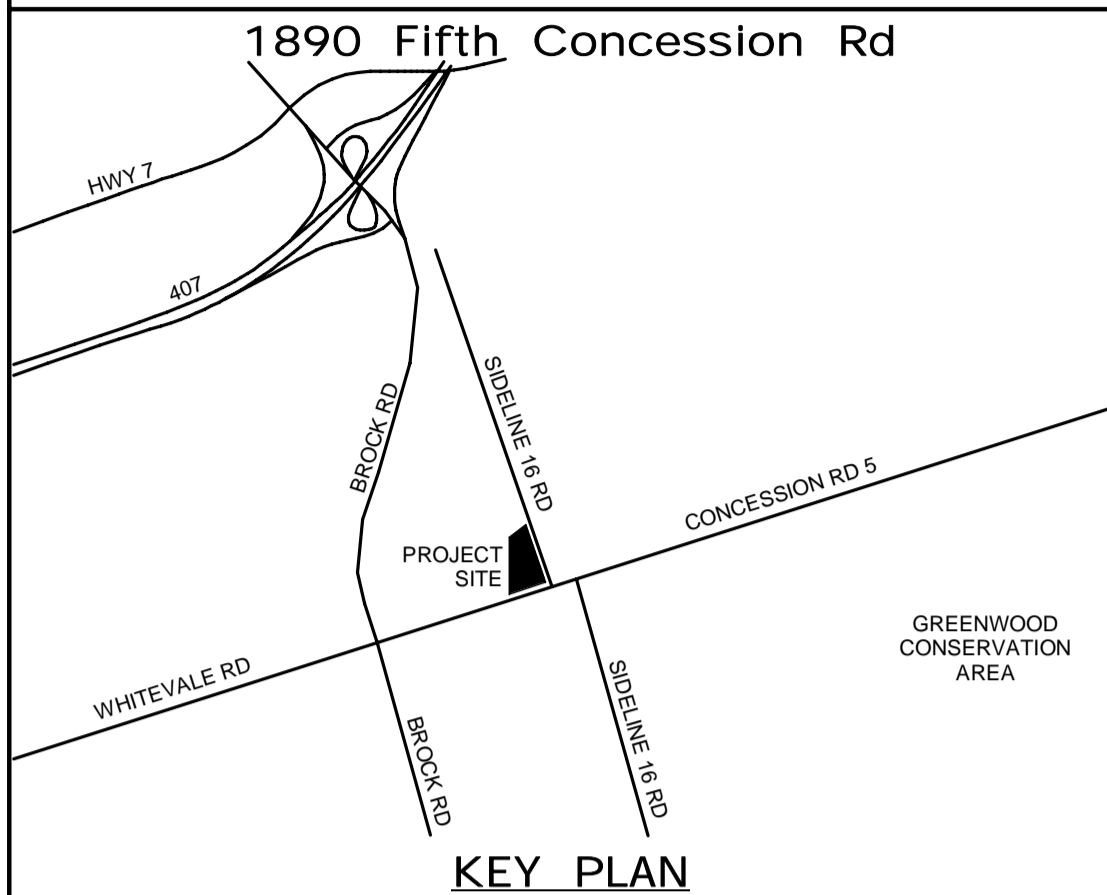 1890 Fifth Concession Rd
HWY 7
407
SIDELINE 16 RD
BROCK RD
CONCESSION RD 5
PROJECT
SITE
GREENWOOD
CONSERVATION
AREA
WHITEVALE RD
SIDELINE 16 RD
BROCK RD
KEY PLAN